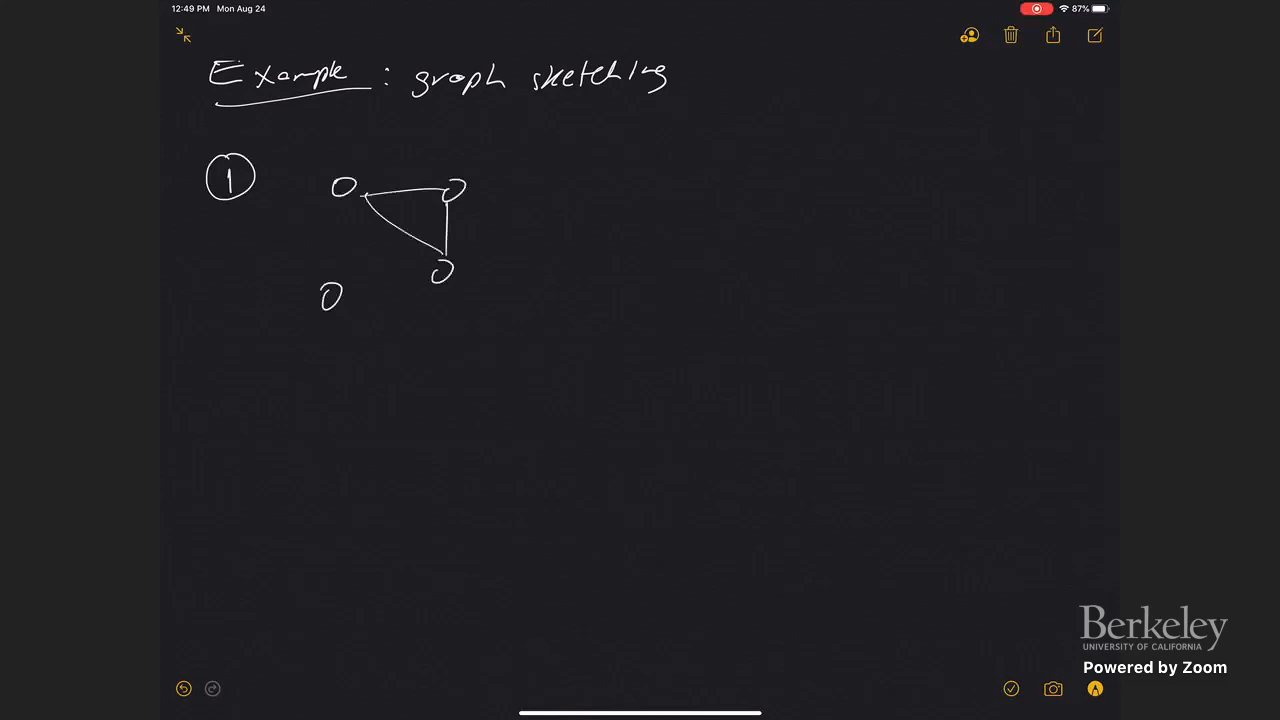 12:49 PM Mon Aug 24 87%
Example: graph sketching
1
Berkeley
UNIVERSITY OF CALIFORNIA
Powered by Zoom